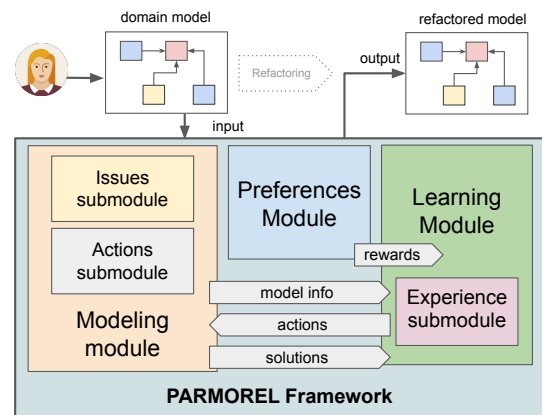 domain model
refactored model
Refactoring
output
input
Issues
submodule
Actions
submodule
Modeling
module
Preferences
Module
Learning
Module
rewards
model info
actions
solutions
Experience
submodule
PARMOREL Framework